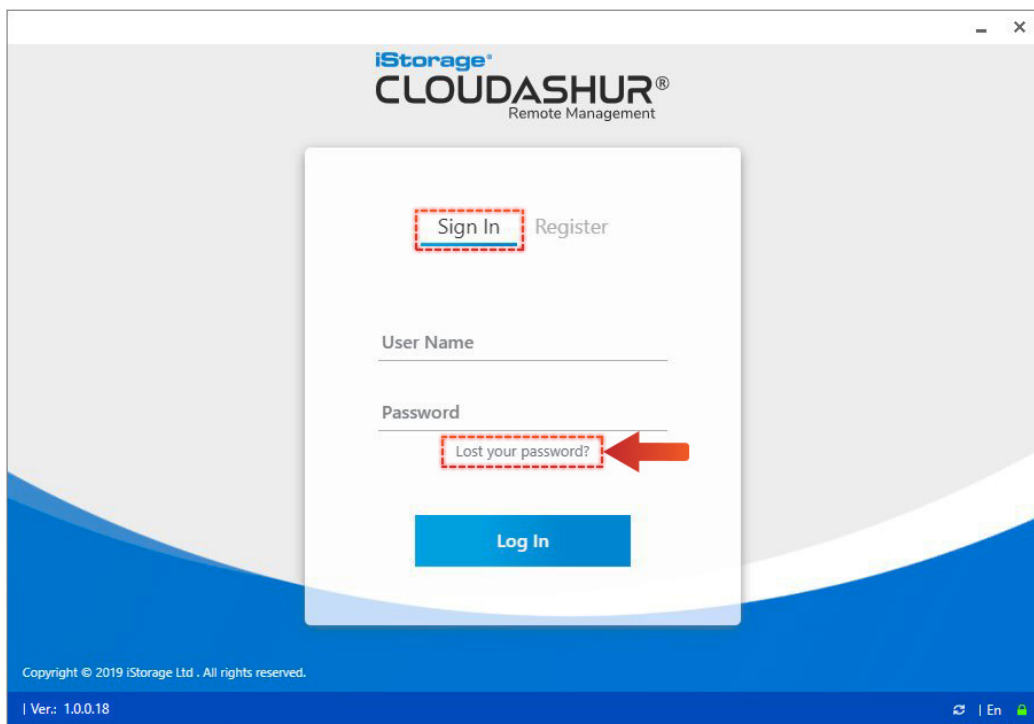 iStorage®
CLOUDASHUR®
Remote Management
Sign In Register
User Name
Password
Lost your password?
Log In
Copyright © 2019 iStorage Ltd . All rights reserved.
| Ver.: 1.0.0.18 | En